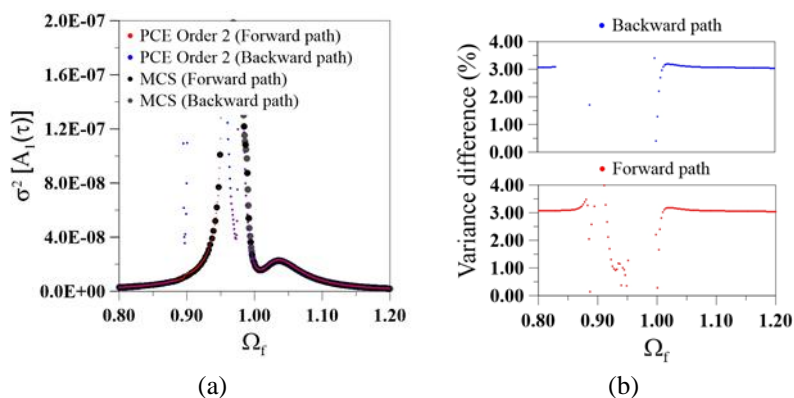 2.0E-07
1.6E-07
1.2E-07
8.0E-08
4.0E-08
0.0E+00
σ² [A₁(τ)]
PCE Order 2 (Forward path)
PCE Order 2 (Backward path)
MCS (Forward path)
MCS (Backward path)
0.80 0.90 1.00 1.10 1.20
Ω_f
(a)
Backward path
4.00
3.00
2.00
1.00
0.00
Variance difference (%)
Forward path
4.00
3.00
2.00
1.00
0.00
0.80 0.90 1.00 1.10 1.20
Ω_f
(b)